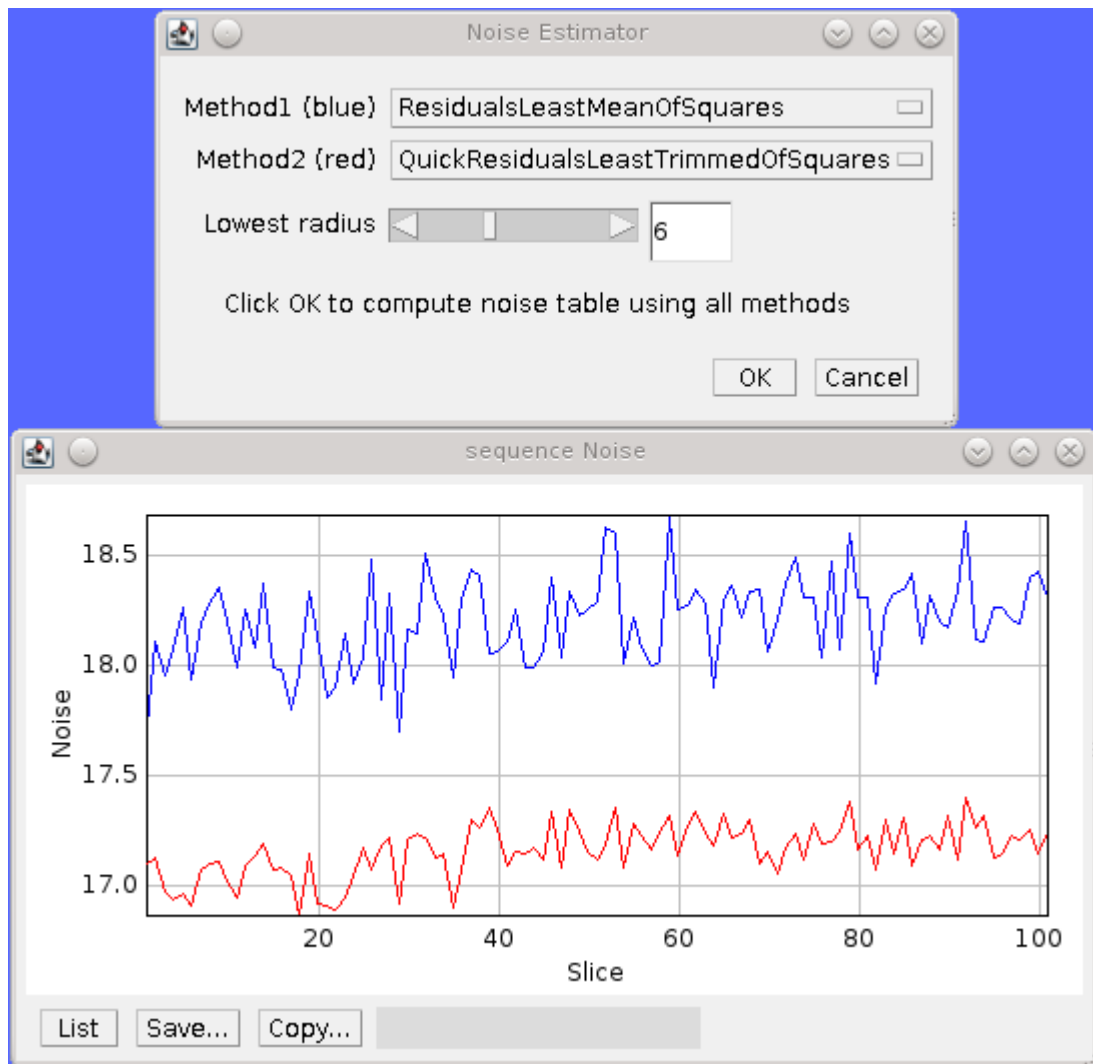 Noise Estimator
Method1 (blue) ResidualsLeastMeanOfSquares
Method2 (red) QuickResidualsLeastTrimmedOfSquares
Lowest radius 6
Click OK to compute noise table using all methods
OK Cancel
sequence Noise
18.5
18.0
17.5
17.0
Noise
20 40 60 80 100
Slice
List Save... Copy...